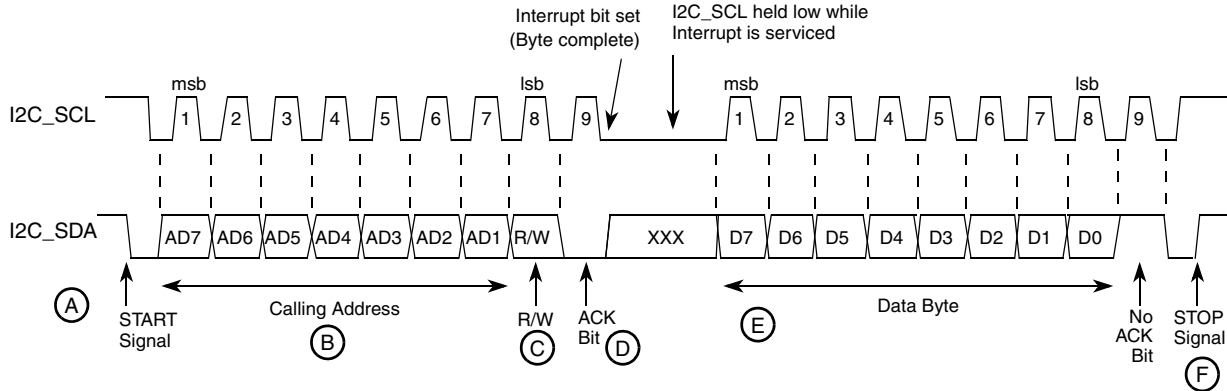 Interrupt bit set
(Byte complete)
I2C_SCL held low while
Interrupt is serviced
msb
lsb
msb
lsb
I2C_SCL
1 2 3 4 5 6 7 8 9
1 2 3 4 5 6 7 8 9
I2C_SDA
AD7 AD6 AD5 AD4 AD3 AD2 AD1 R/W
XXX
D7 D6 D5 D4 D3 D2 D1 D0
A
START
Signal
Calling Address
B
R/W
C
ACK
Bit
D
E
Data Byte
No
ACK
Bit
STOP
Signal
F